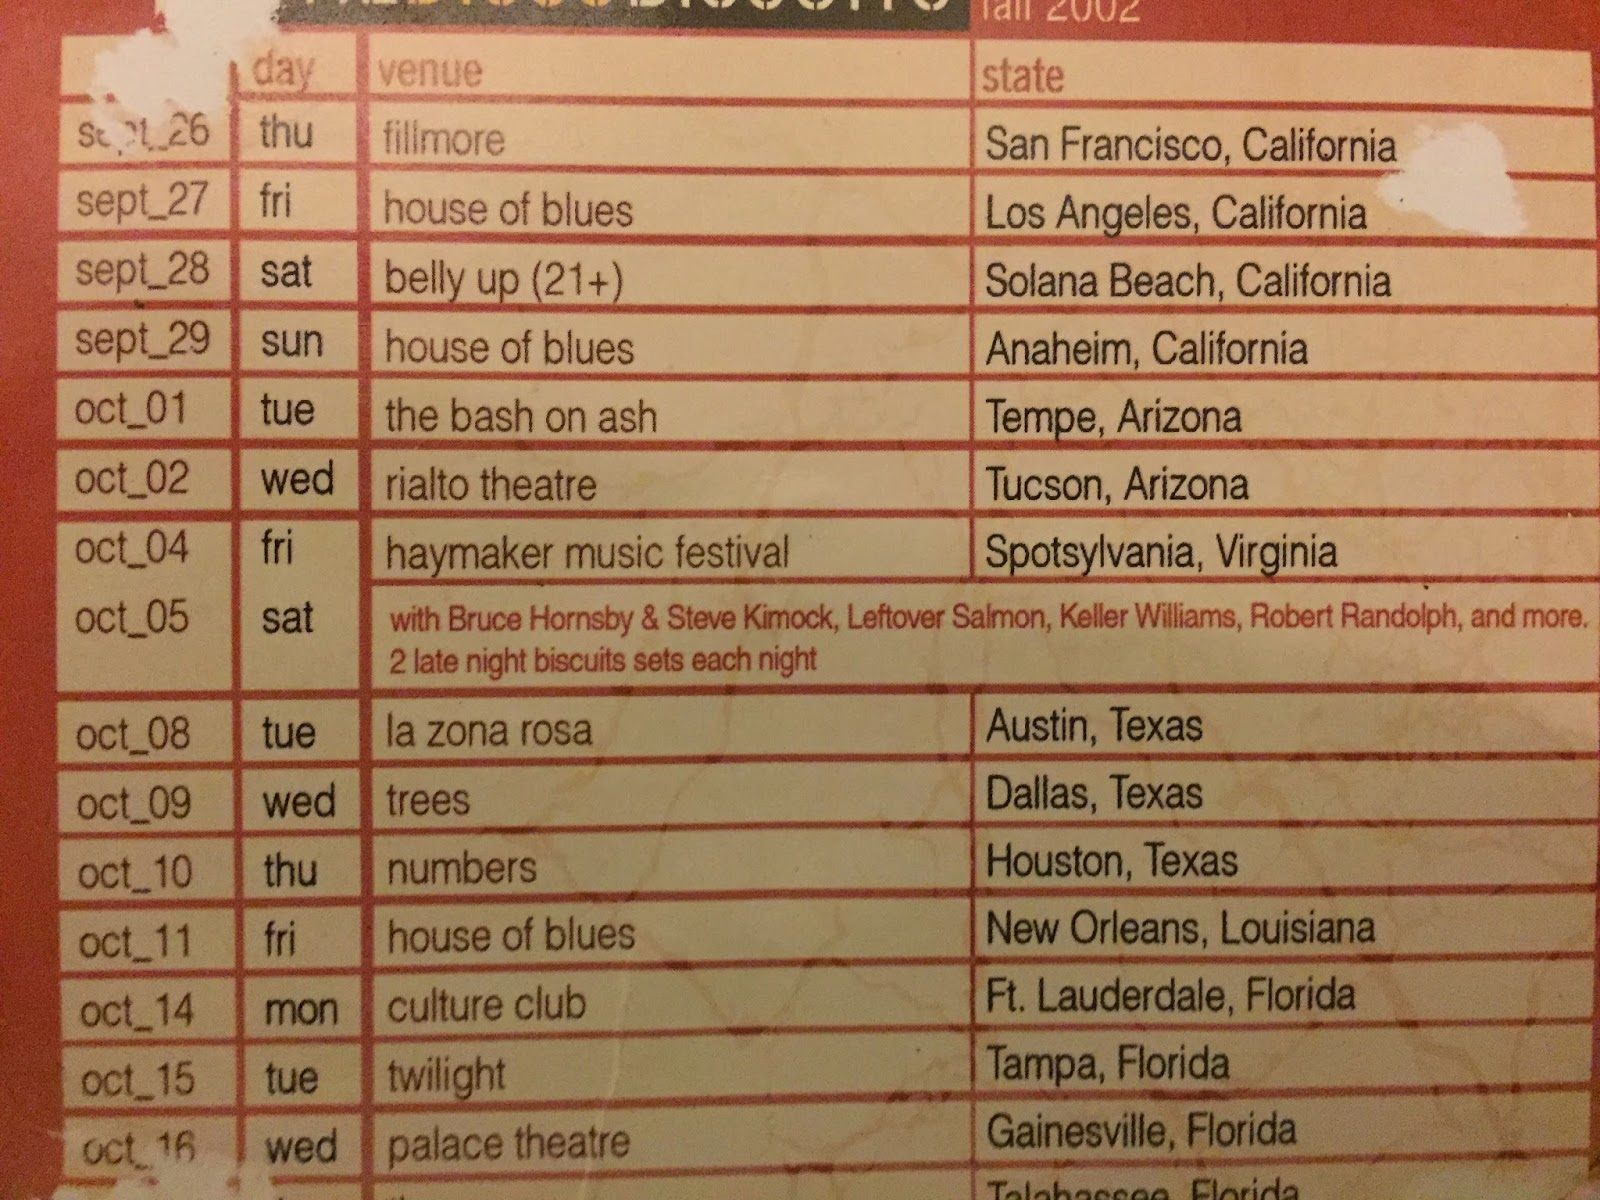 fall 2002
day venue state
sept_26 thu fillmore San Francisco, California
sept_27 fri house of blues Los Angeles, California
sept_28 sat belly up (21+) Solana Beach, California
sept_29 sun house of blues Anaheim, California
oct_01 tue the bash on ash Tempe, Arizona
oct_02 wed rialto theatre Tucson, Arizona
oct_04 fri haymaker music festival Spotsylvania, Virginia
oct_05 sat with Bruce Hornsby & Steve Kimock, Leftover Salmon, Keller Williams, Robert Randolph, and more.
2 late night biscuits sets each night
oct_08 tue la zona rosa Austin, Texas
oct_09 wed trees Dallas, Texas
oct_10 thu numbers Houston, Texas
oct_11 fri house of blues New Orleans, Louisiana
oct_14 mon culture club Ft. Lauderdale, Florida
oct_15 tue twilight Tampa, Florida
oct_16 wed palace theatre Gainesville, Florida
Talahassee, Florida